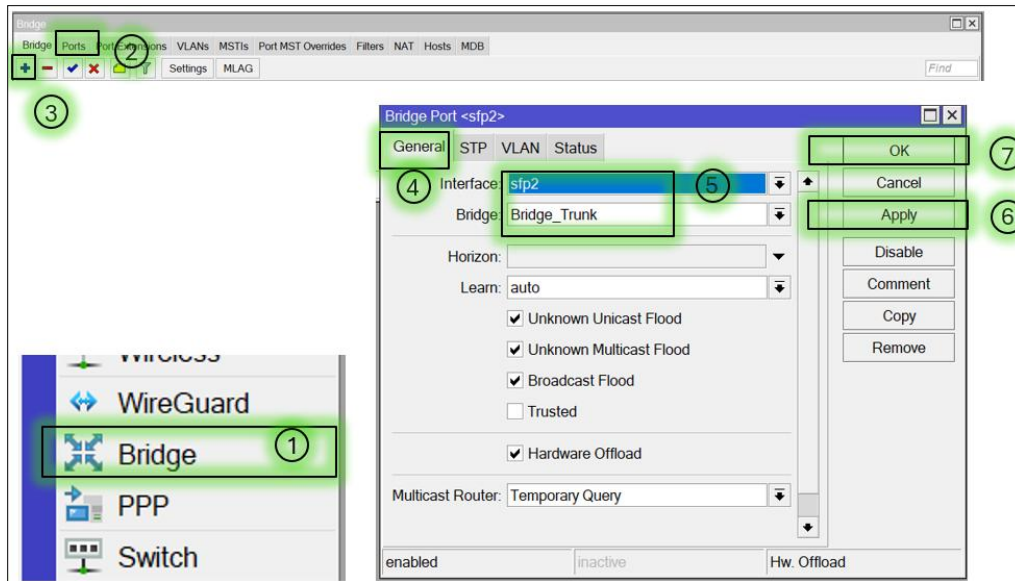 Bridge
Bridge Ports Port Extensions VLANs MSTIs Port MST Overrides Filters NAT Hosts MDB
2
Settings MLAG Find
3
Bridge Port <sfp2>
General STP VLAN Status
OK 7
4 Interface: sfp2 5
Cancel
Bridge: Bridge_Trunk
Apply 6
Horizon:
Disable
Learn: auto
Comment
Unknown Unicast Flood
Copy
Unknown Multicast Flood
Remove
Broadcast Flood
Trusted
Hardware Offload
Multicast Router: Temporary Query
enabled inactive Hw. Offload
Wireless
WireGuard
Bridge 1
PPP
Switch